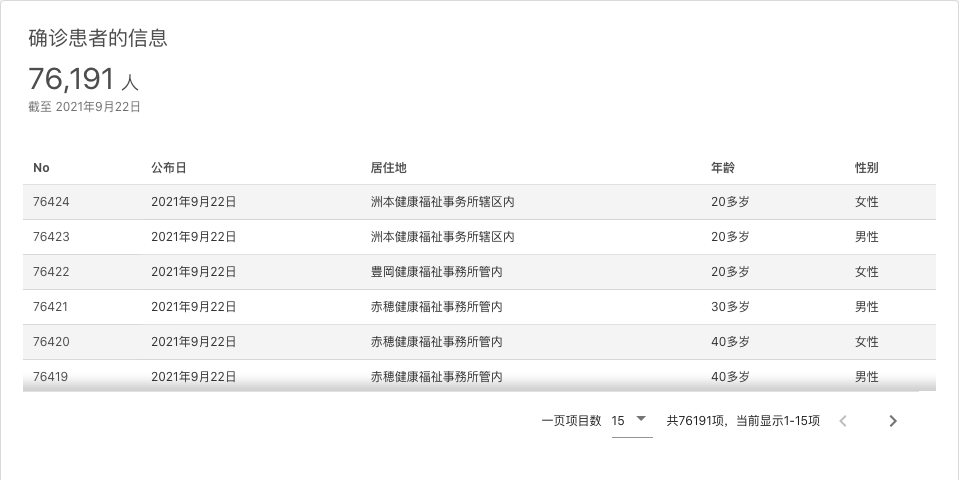 确诊患者的信息
76,191 人
截至 2021年9月22日
No 公布日 居住地 年龄 性别
76424 2021年9月22日 洲本健康福祉事务所辖区内 20多岁 女性
76423 2021年9月22日 洲本健康福祉事务所辖区内 20多岁 男性
76422 2021年9月22日 豊岡健康福祉事務所管内 20多岁 女性
76421 2021年9月22日 赤穂健康福祉事務所管内 30多岁 男性
76420 2021年9月22日 赤穂健康福祉事務所管内 40多岁 女性
76419 2021年9月22日 赤穂健康福祉事務所管内 40多岁 男性
一页项目数 15 共76191项，当前显示1-15项